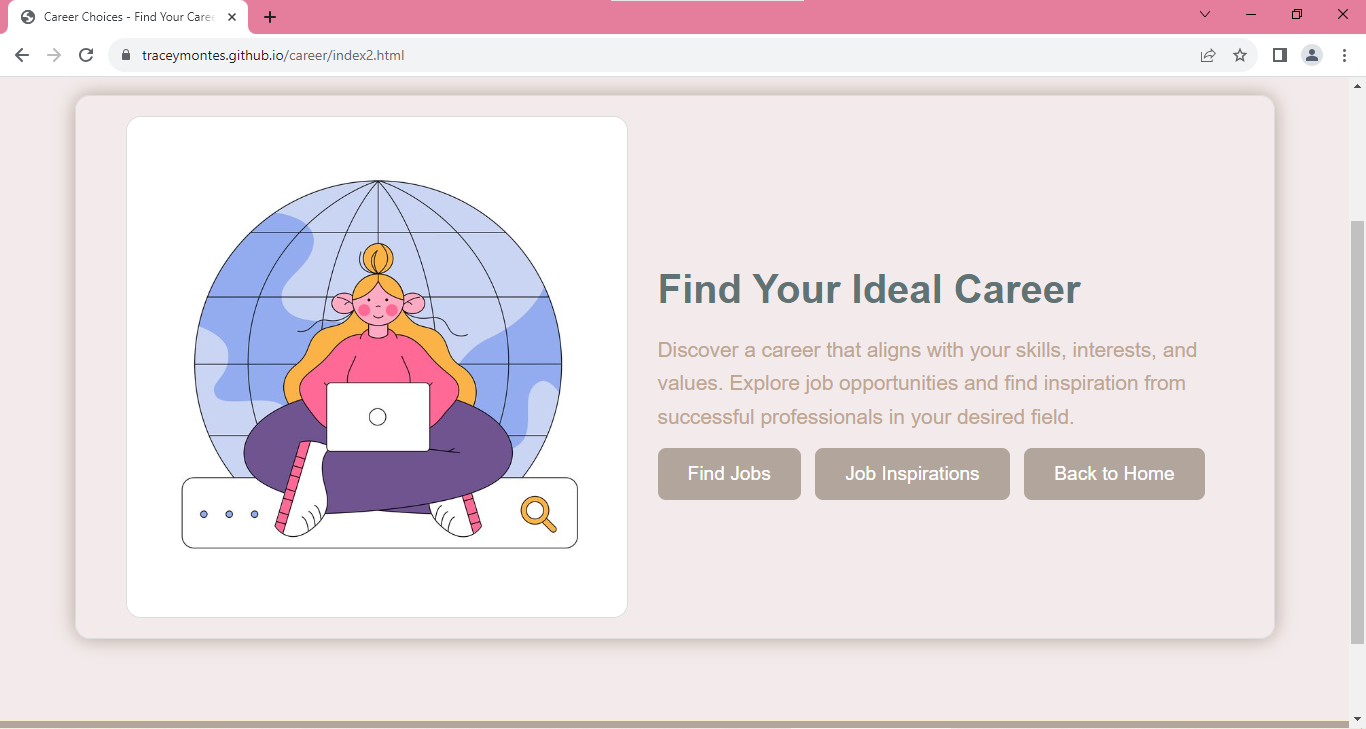 Career Choices - Find Your Care
traceymontes.github.io/career/index2.html
Find Your Ideal Career
Discover a career that aligns with your skills, interests, and
values. Explore job opportunities and find inspiration from
successful professionals in your desired field.
Find Jobs
Job Inspirations
Back to Home